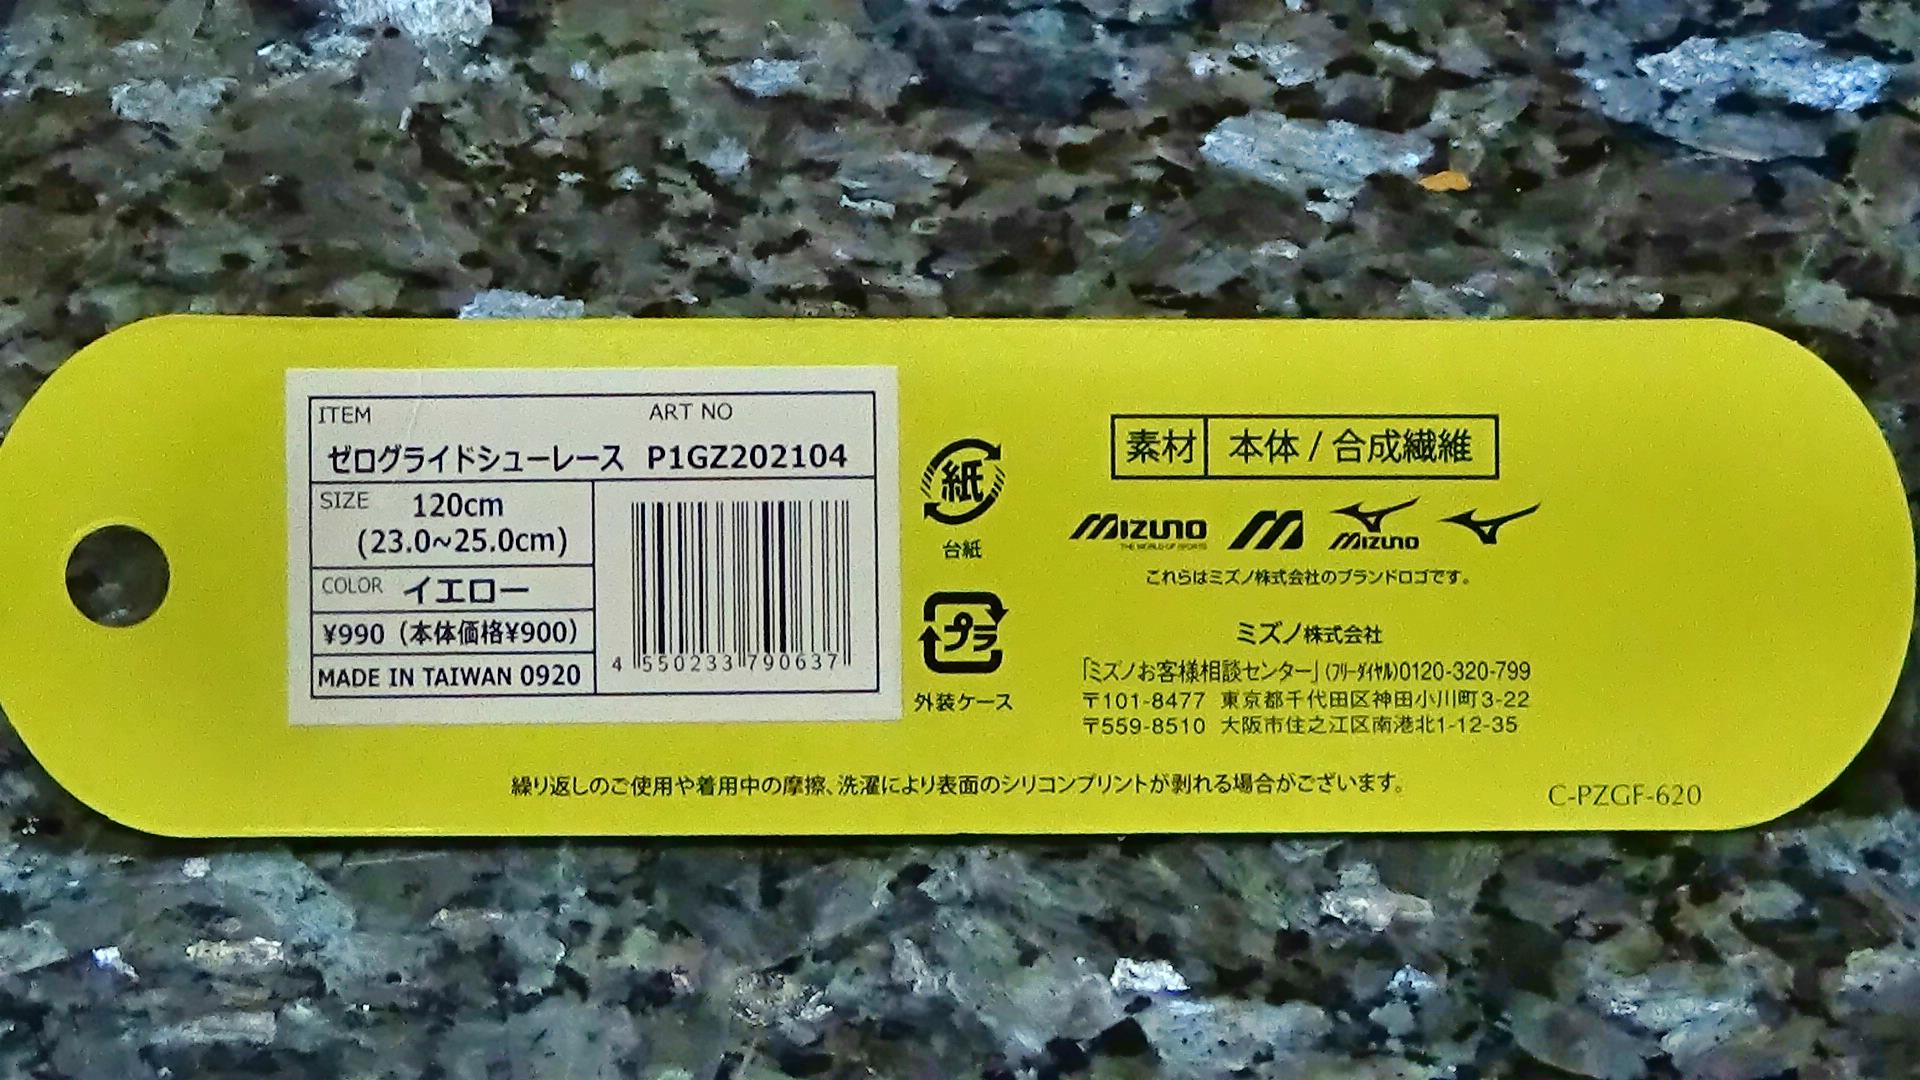 ITEM ART NO
ゼログライドシューレース P1GZ202104
SIZE 120cm
(23.0~25.0cm)
COLOR イエロー
¥990（本体価格¥900）
MADE IN TAIWAN 0920
4 550233 790637
紙
台紙
プラ
外装ケース
素材 本体 / 合成繊維
MIZUNO THE WORLD OF SPORTS MIZUNO
これらはミズノ株式会社のブランドロゴです。
ミズノ株式会社
「ミズノお客様相談センター」(フリーダイヤル)0120-320-799
〒101-8477 東京都千代田区神田小川町3-22
〒559-8510 大阪市住之江区南港北1-12-35
繰り返しのご使用や着用中の摩擦、洗濯により表面のシリコンプリントが剥れる場合がございます。
C-PZGF-620